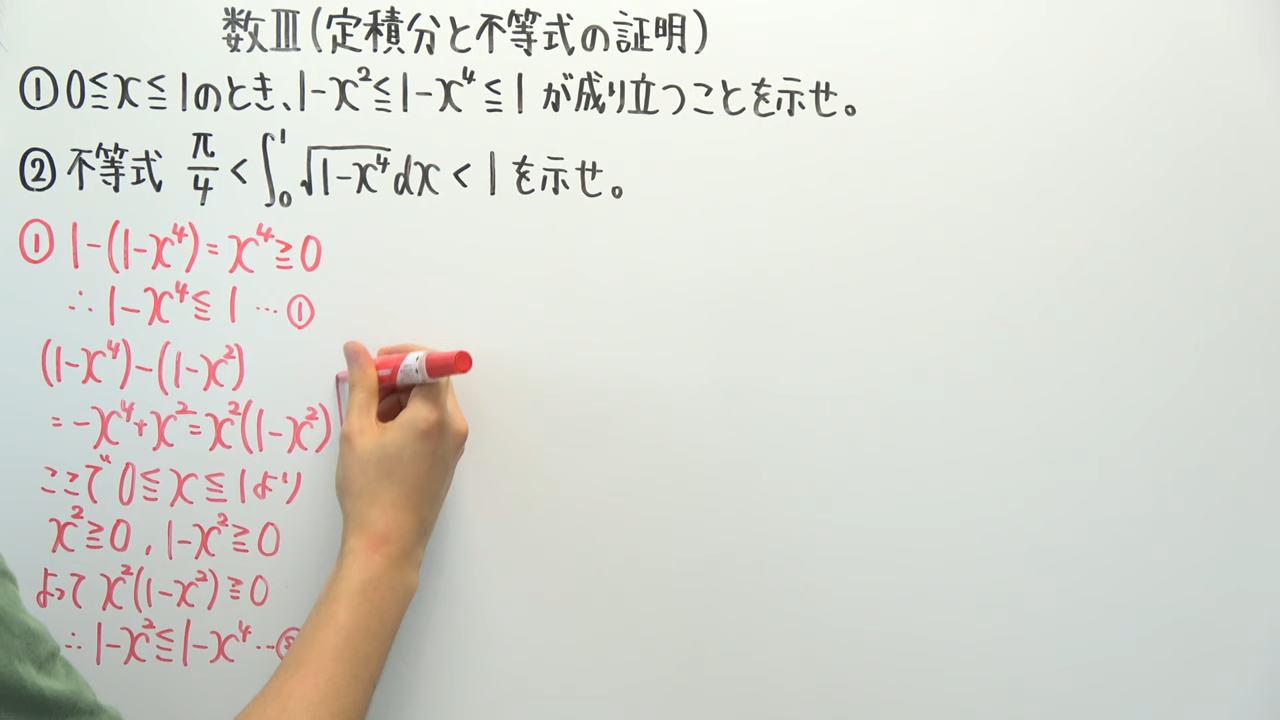 数Ⅲ(定積分と不等式の証明)
①0≦x≦1のとき、1-x²≦1-x⁴≦1 が成り立つことを示せ。
②不等式 π/4 < ∫₀¹ √(1-x⁴) dx < 1 を示せ。
① 1-(1-x⁴)=x⁴≧0
∴ 1-x⁴≦1 …①
(1-x⁴)-(1-x²)
=-x⁴+x²=x²(1-x²)
ここで 0≦x≦1より
x²≧0, 1-x²≧0
よって x²(1-x²)≧0
∴ 1-x²≦1-x⁴ …